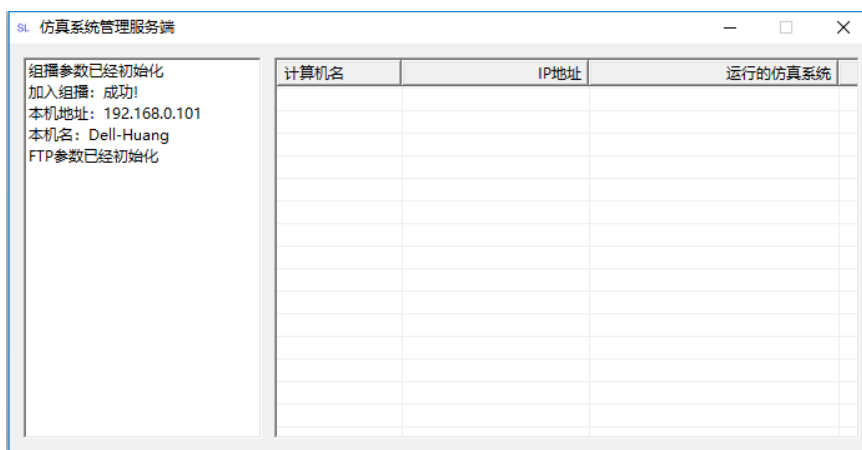 SL 仿真系统管理服务端
组播参数已经初始化
加入组播：成功!
本机地址：192.168.0.101
本机名：Dell-Huang
FTP参数已经初始化
计算机名 IP地址 运行的仿真系统